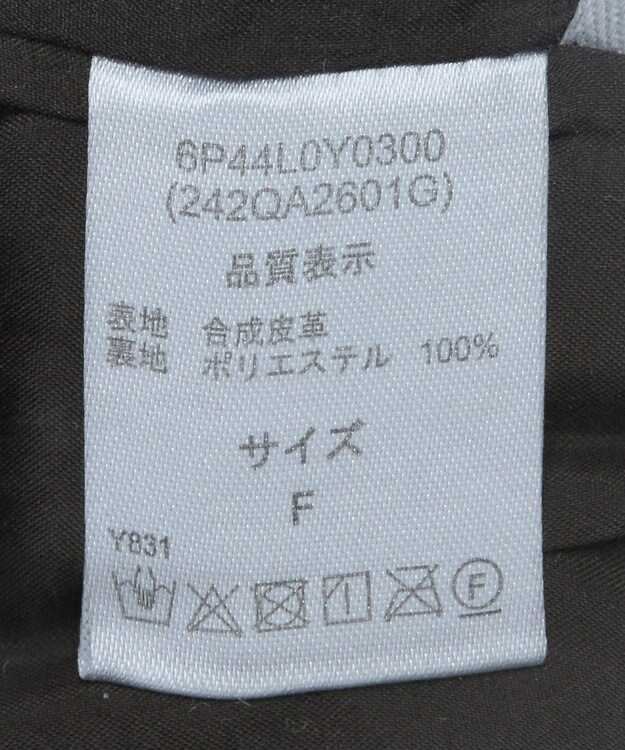 6P44L0Y0300
(242QA2601G)
品質表示
表地 合成皮革
裏地 ポリエステル 100%
サイズ
F
Y831
F